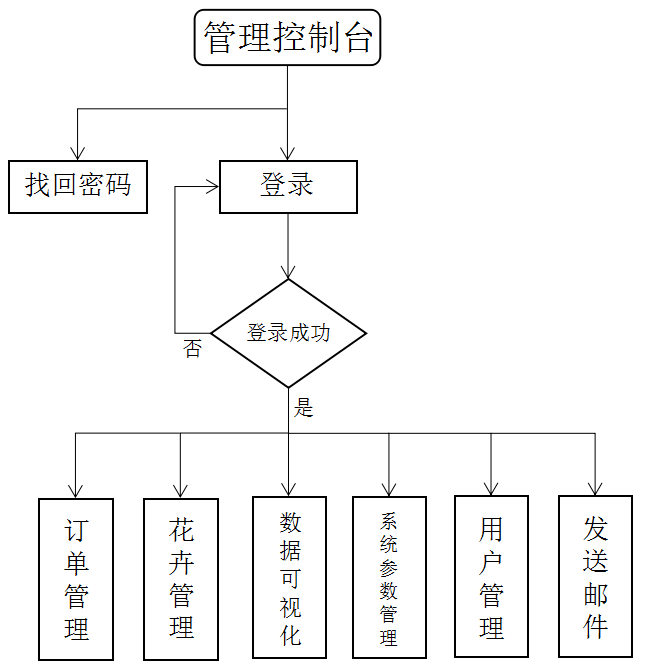 管理控制台
找回密码
登录
登录成功
否
是
订单管理
花卉管理
数据可视化
系统参数管理
用户管理
发送邮件